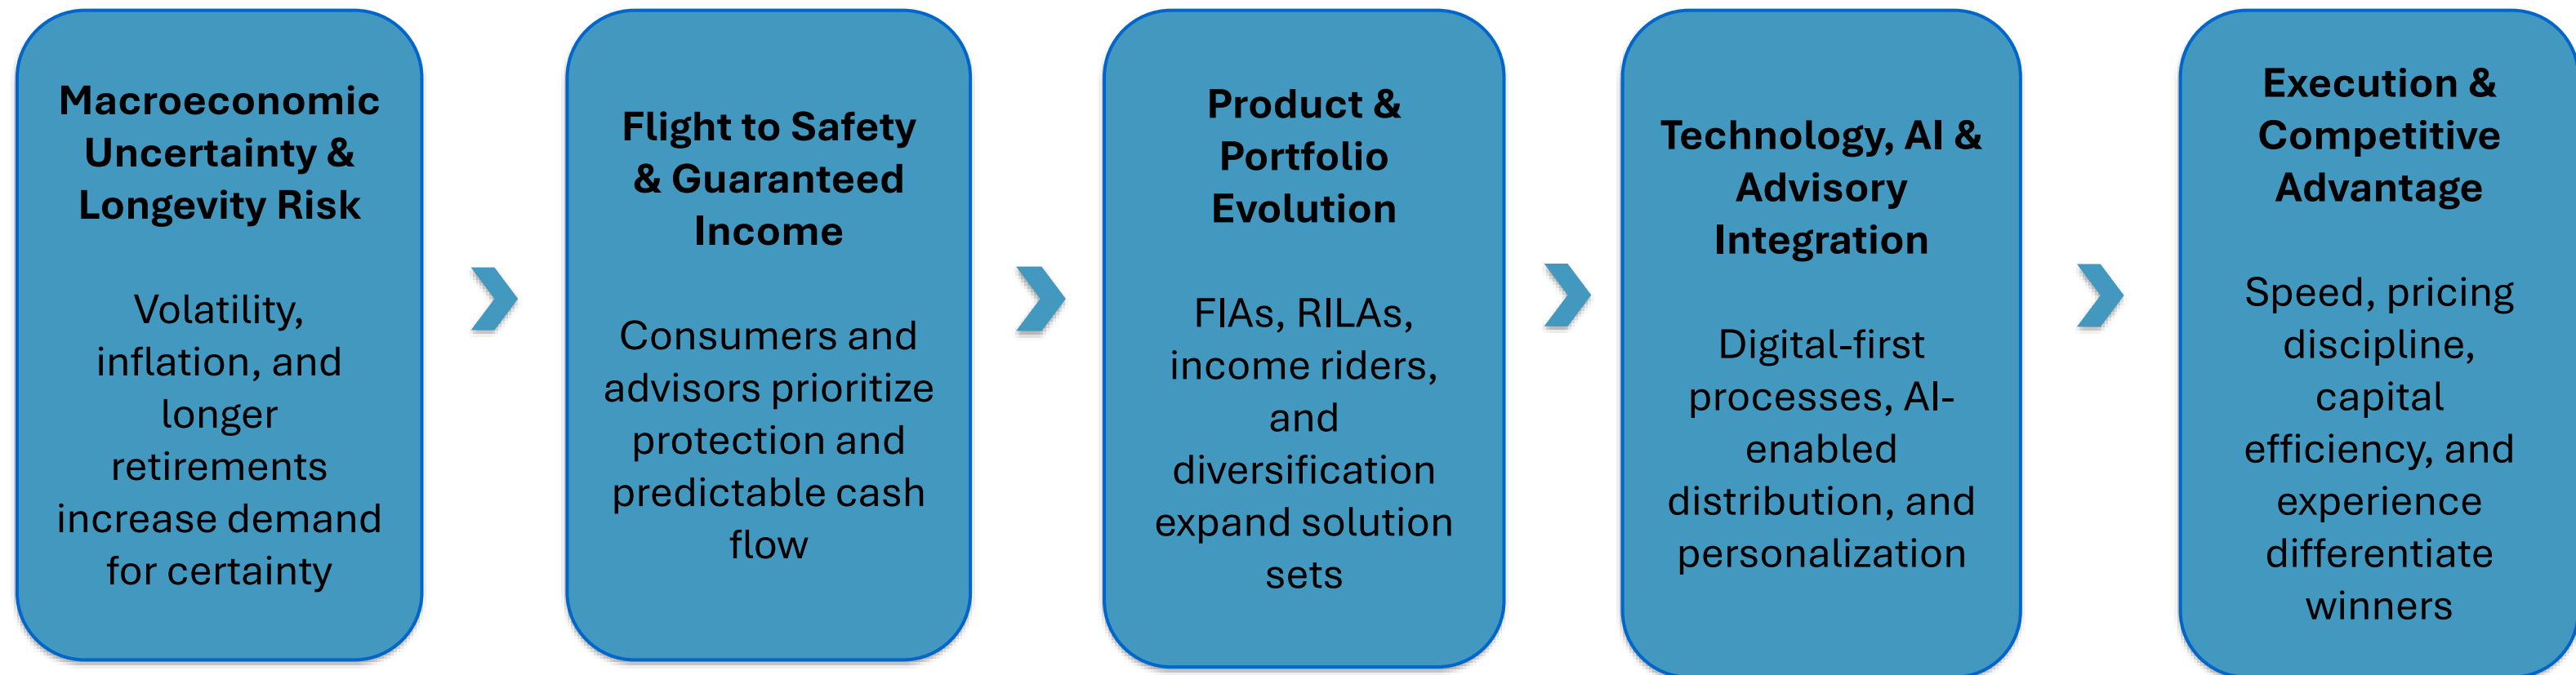 Macroeconomic
Uncertainty &
Longevity Risk
Volatility,
inflation, and
longer
retirements
increase demand
for certainty
Flight to Safety
& Guaranteed
Income
Consumers and
advisors prioritize
protection and
predictable cash
flow
Product &
Portfolio
Evolution
FIAs, RILAs,
income riders,
and
diversification
expand solution
sets
Technology, AI &
Advisory
Integration
Digital-first
processes, AI-
enabled
distribution, and
personalization
Execution &
Competitive
Advantage
Speed, pricing
discipline,
capital
efficiency, and
experience
differentiate
winners